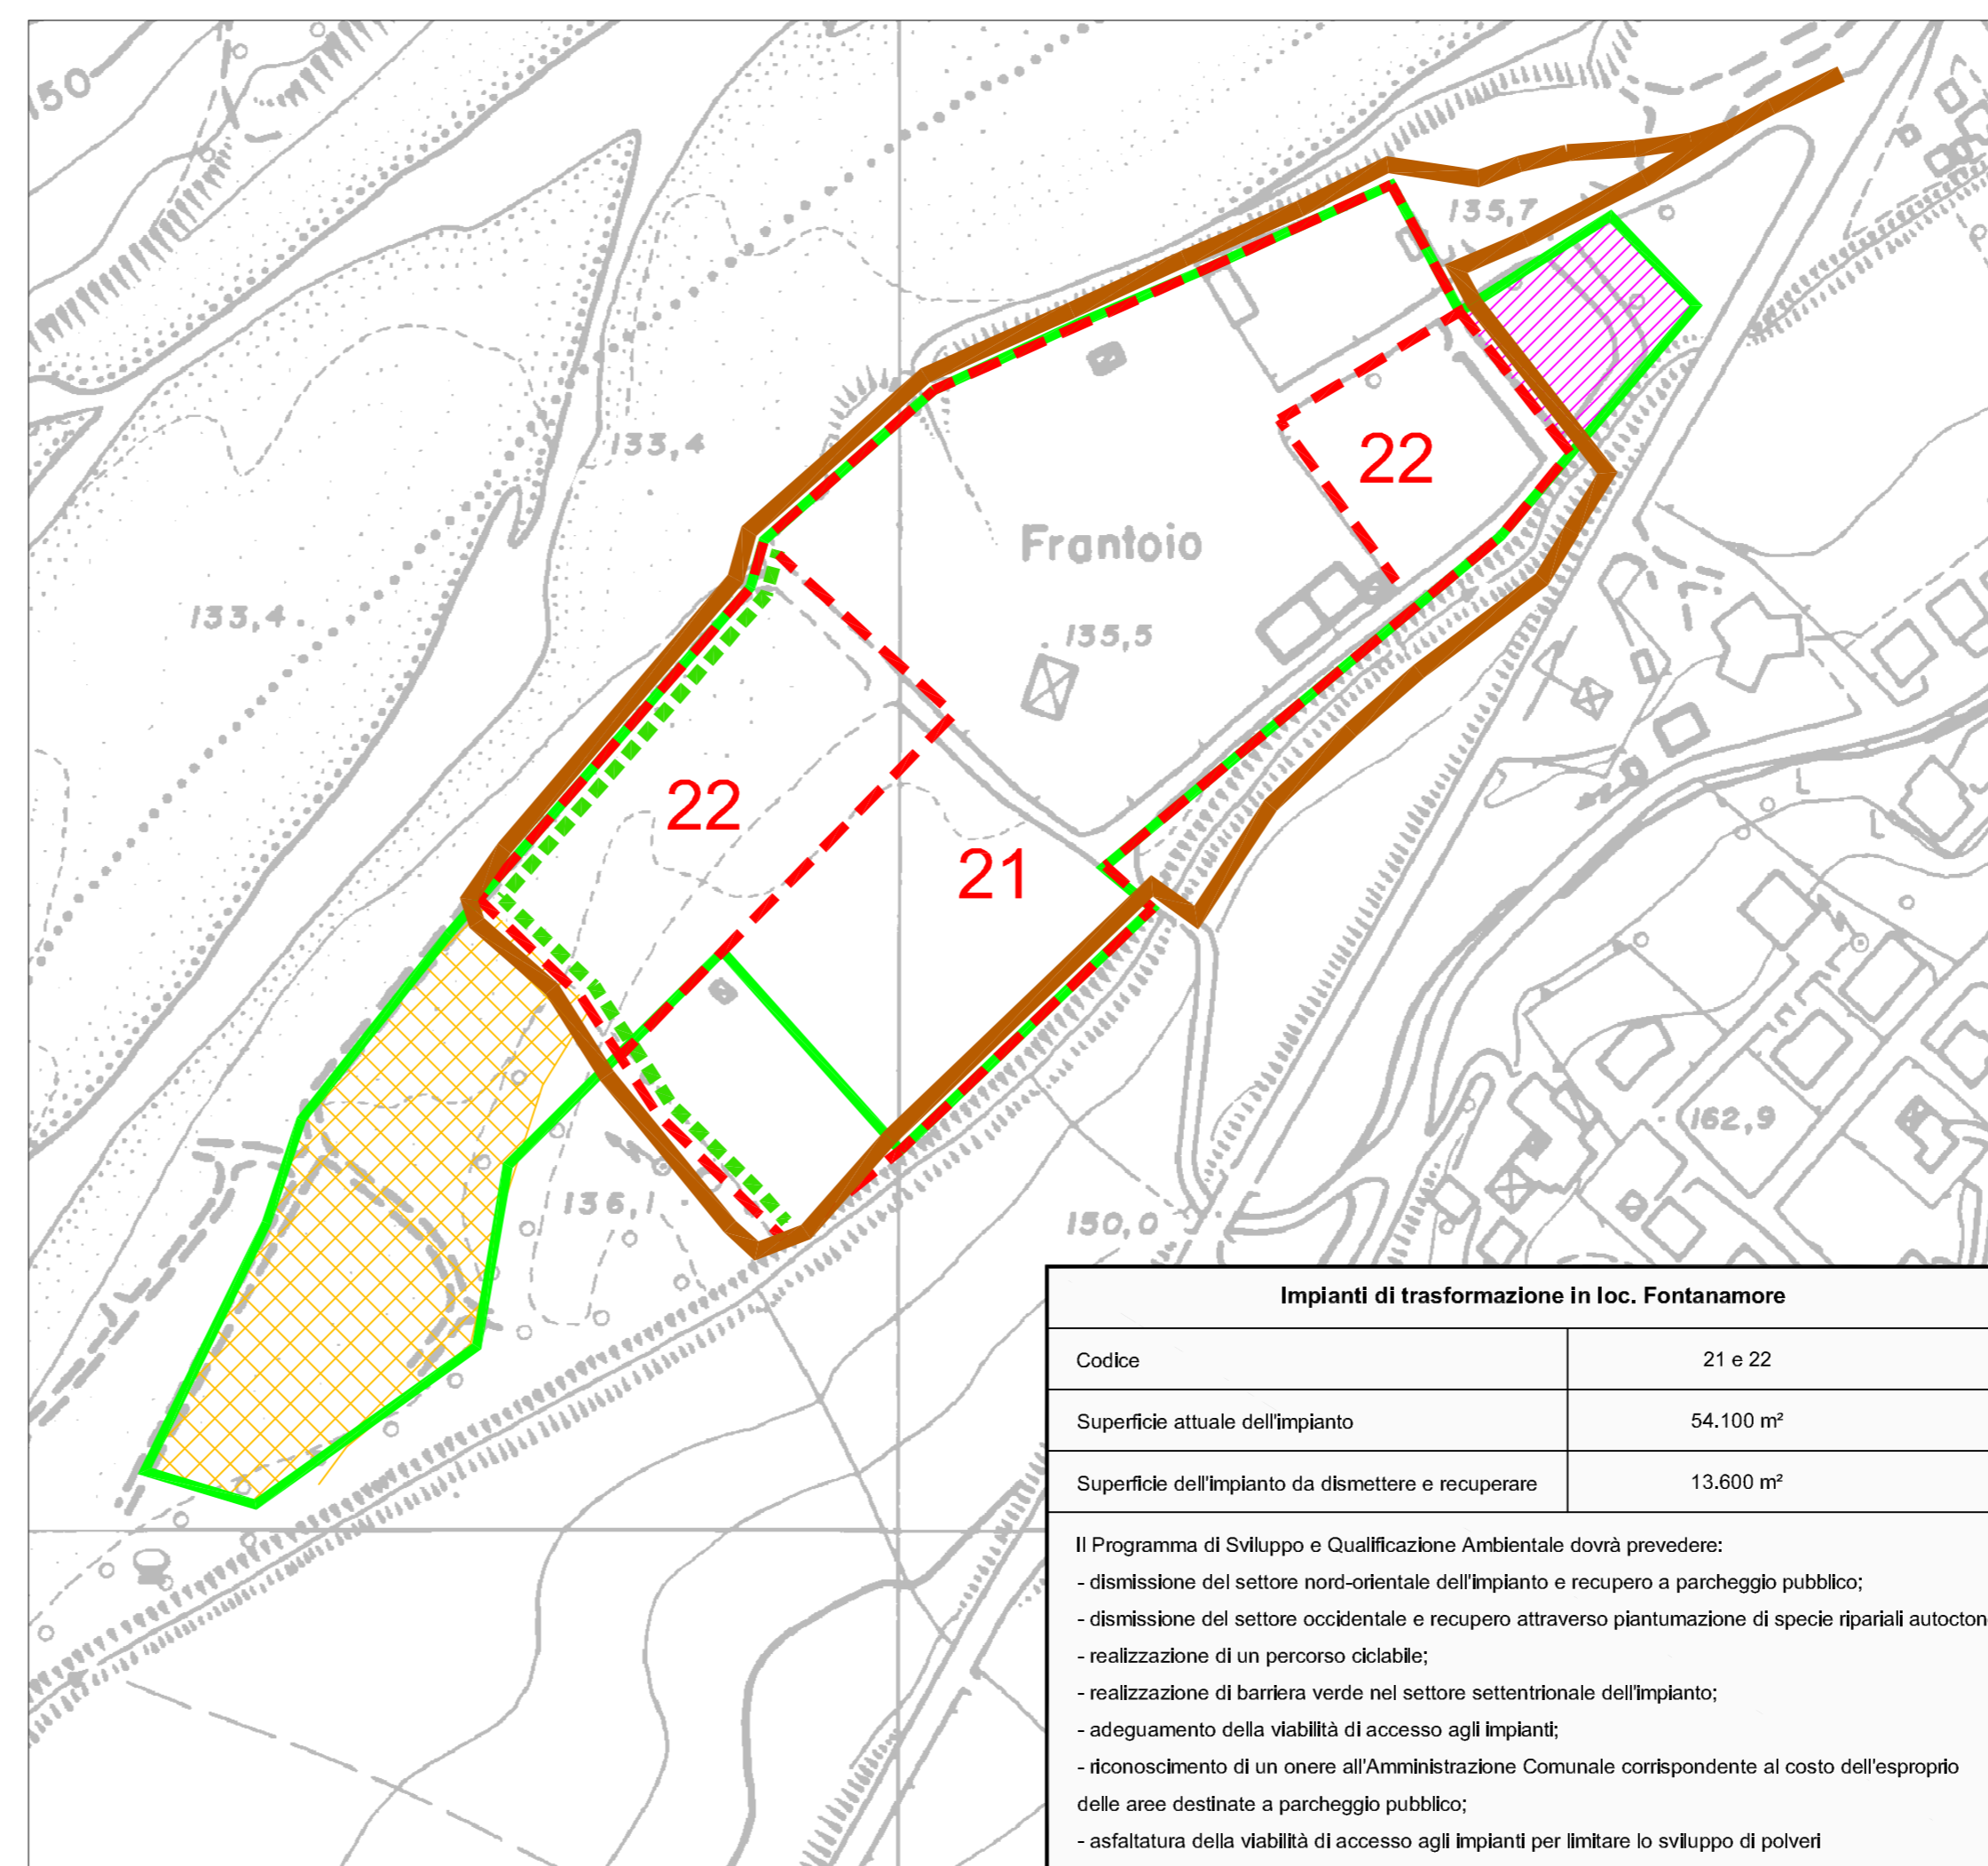 150
135,7
133,4
22
Frantoio
133,4
135,5
22
21
162,9
136,1
150,0
Impianti di trasformazione in loc. Fontanamore
Codice 21 e 22
Superficie attuale dell'impianto 54.100 m²
Superficie dell'impianto da dismettere e recuperare 13.600 m²
Il Programma di Sviluppo e Qualificazione Ambientale dovrà prevedere:
- dismissione del settore nord-orientale dell'impianto e recupero a parcheggio pubblico;
- dismissione del settore occidentale e recupero attraverso piantumazione di specie ripariali autocton
- realizzazione di un percorso ciclabile;
- realizzazione di barriera verde nel settore settentrionale dell'impianto;
- adeguamento della viabilità di accesso agli impianti;
- riconoscimento di un onere all'Amministrazione Comunale corrispondente al costo dell'esproprio
delle aree destinate a parcheggio pubblico;
- asfaltatura della viabilità di accesso agli impianti per limitare lo sviluppo di polveri